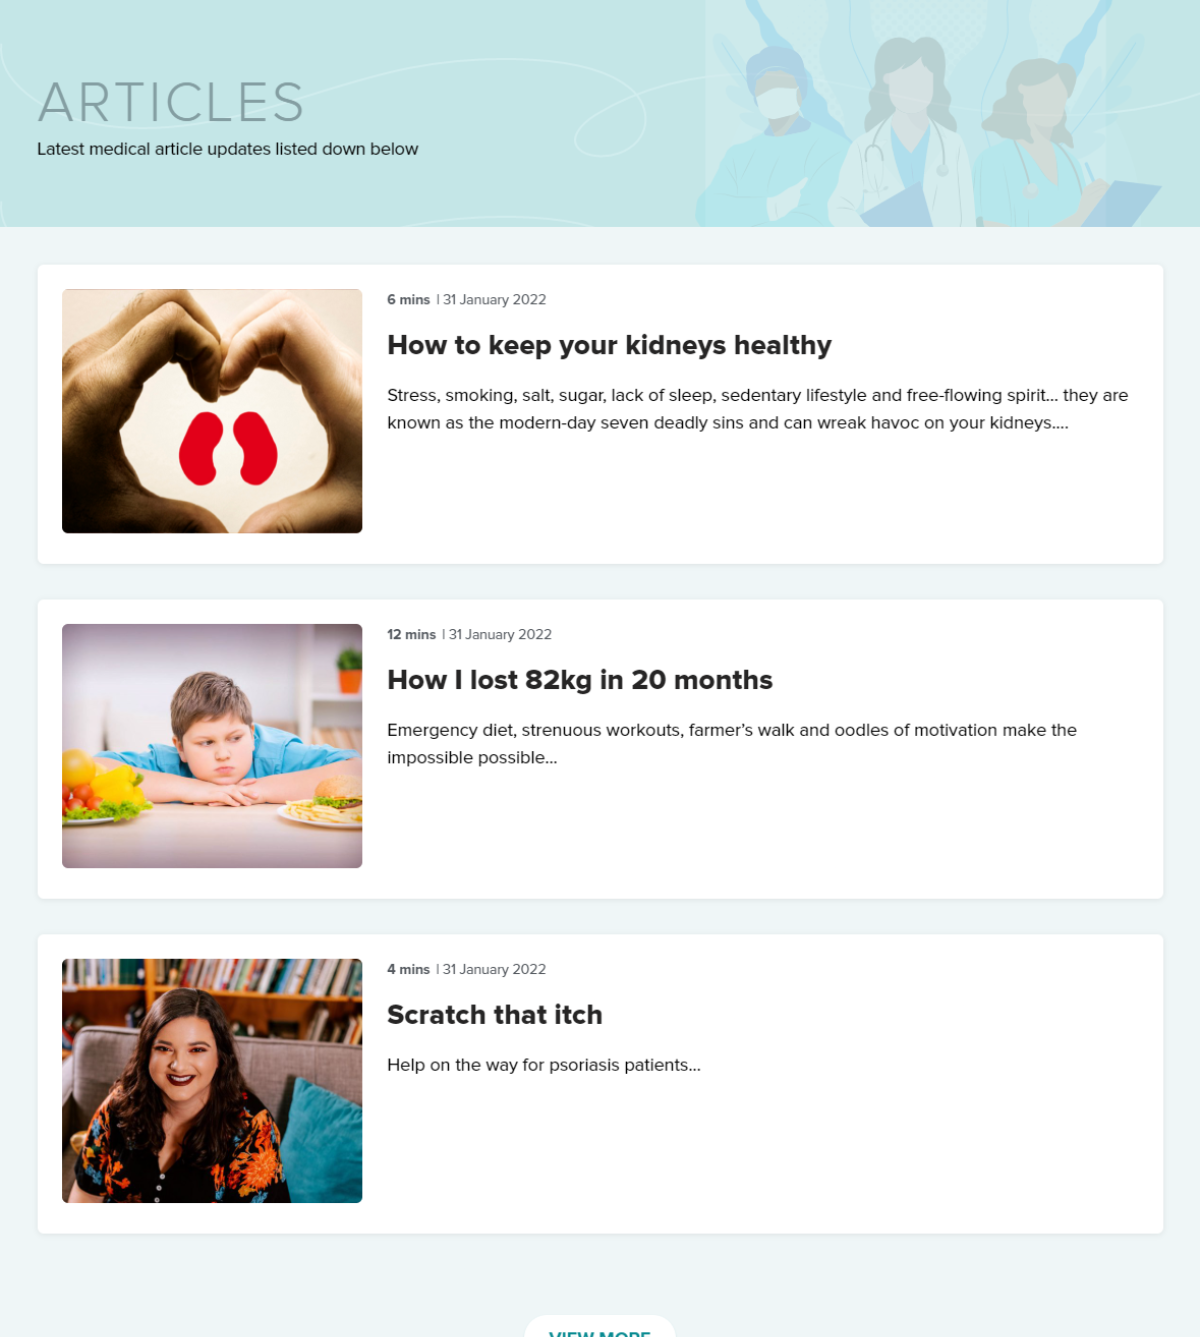 ARTICLES
Latest medical article updates listed down below
6 mins | 31 January 2022
How to keep your kidneys healthy
Stress, smoking, salt, sugar, lack of sleep, sedentary lifestyle and free-flowing spirit... they are
known as the modern-day seven deadly sins and can wreak havoc on your kidneys....
12 mins | 31 January 2022
How I lost 82kg in 20 months
Emergency diet, strenuous workouts, farmer’s walk and oodles of motivation make the
impossible possible...
4 mins | 31 January 2022
Scratch that itch
Help on the way for psoriasis patients...
VIEW MORE